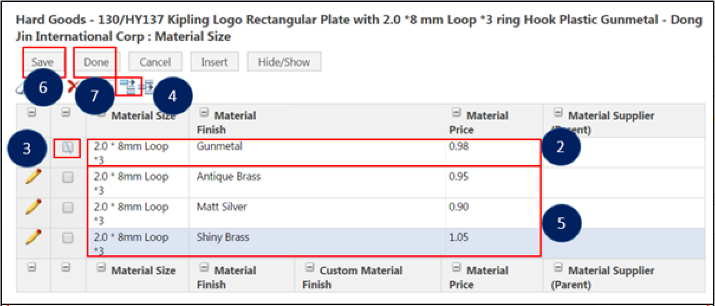 Hard Goods - 130/HY137 Kipling Logo Rectangular Plate with 2.0 *8 mm Loop *3 ring Hook Plastic Gunmetal - Dong
Jin International Corp : Material Size
Save Done Cancel Insert Hide/Show
6 7 4
Material Size Material Finish Material Price Material Supplier (Parent)
3 2.0 * 8mm Loop *3 Gunmetal 0.98 2
2.0 * 8mm Loop *3 Antique Brass 0.95
2.0 * 8mm Loop *3 Matt Silver 0.90 5
2.0 * 8mm Loop *3 Shiny Brass 1.05
Material Size Material Finish Custom Material Finish Material Price Material Supplier (Parent)